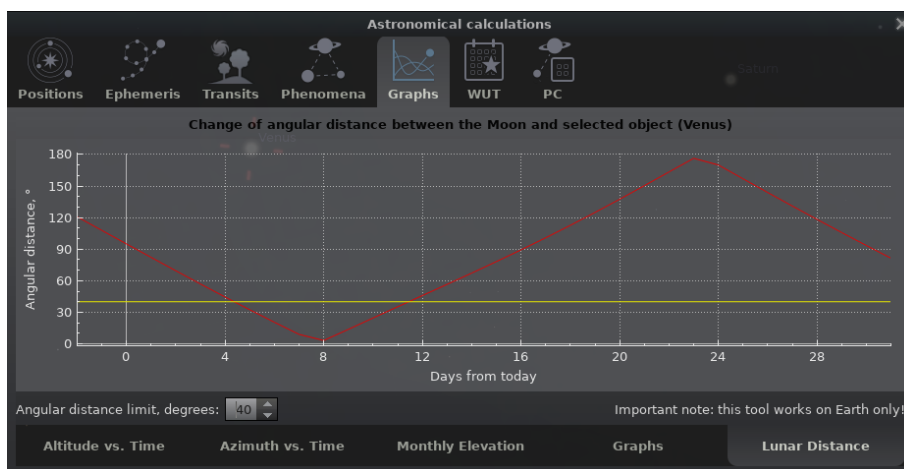 Astronomical calculations
Saturn
Positions Ephemeris Transits Phenomena Graphs WUT PC
Change of angular distance between the Moon and selected object (Venus)
Venus
180
150
120
90
60
30
0
Angular distance, °
0 4 8 12 16 20 24 28
Days from today
Angular distance limit, degrees: 40 Important note: this tool works on Earth only!
Altitude vs. Time Azimuth vs. Time Monthly Elevation Graphs Lunar Distance